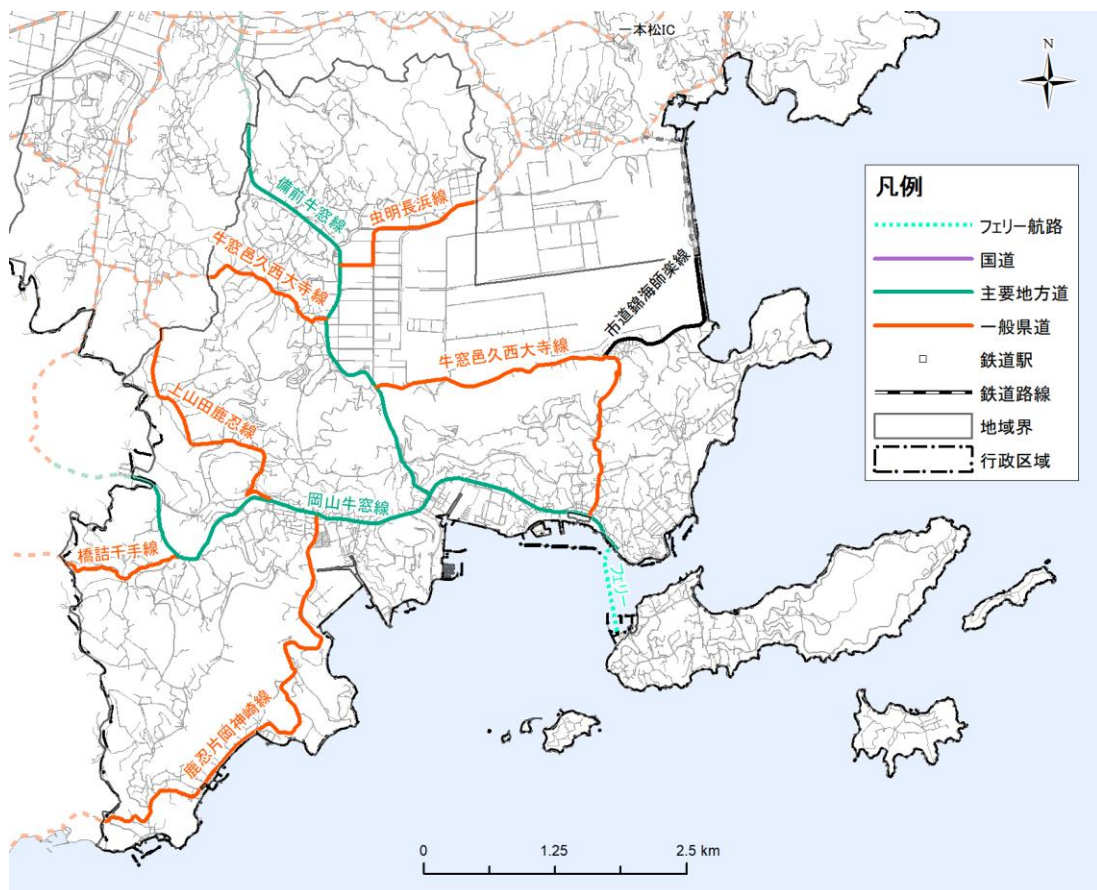 一本松IC
N
備前牛窓線
虫明長浜線
牛窓邑久西大寺線
市道錦海師楽線
牛窓邑久西大寺線
上山田鹿忍線
岡山牛窓線
橋詰千手線
フェリー
鹿忍片岡神崎線
凡例
フェリー航路
国道
主要地方道
一般県道
鉄道駅
鉄道路線
地域界
行政区域
0 1.25 2.5 km